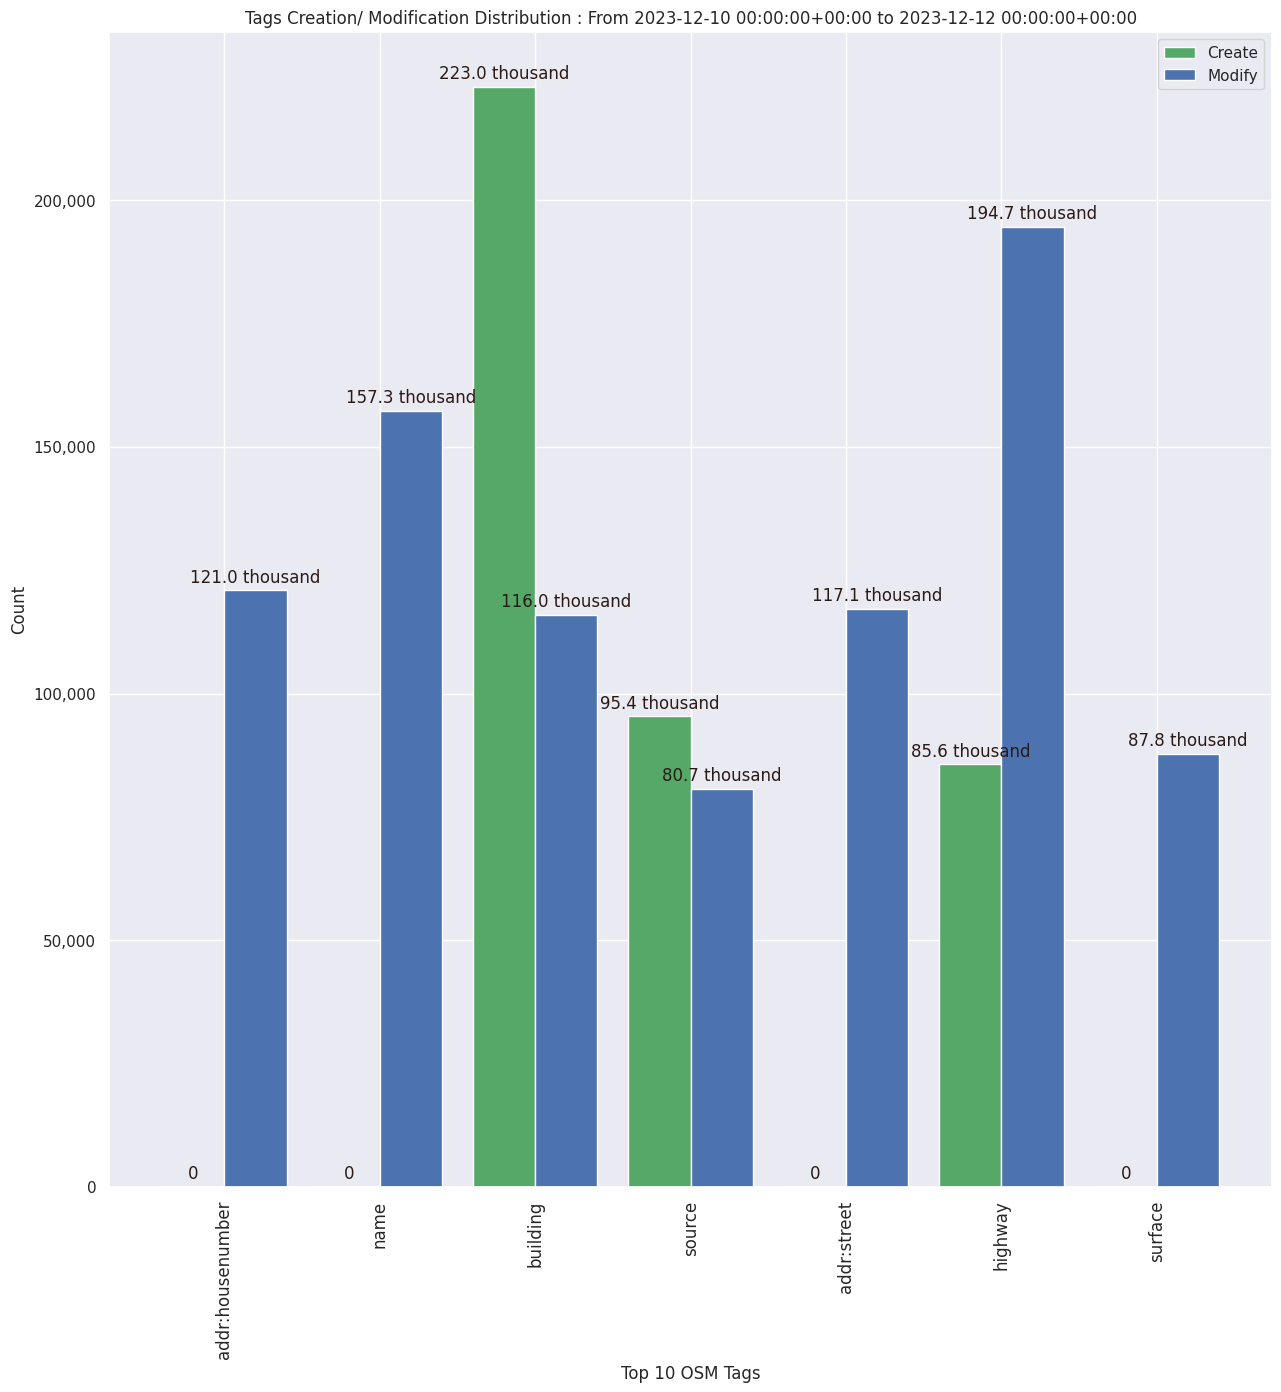 Tags Creation/ Modification Distribution : From 2023-12-10 00:00:00+00:00 to 2023-12-12 00:00:00+00:00
Create
Modify
223.0 thousand
194.7 thousand
157.3 thousand
121.0 thousand
116.0 thousand
117.1 thousand
95.4 thousand
80.7 thousand
85.6 thousand
87.8 thousand
0
0
0
0
200,000
150,000
100,000
50,000
0
Count
addr:housenumber
name
building
source
addr:street
highway
surface
Top 10 OSM Tags